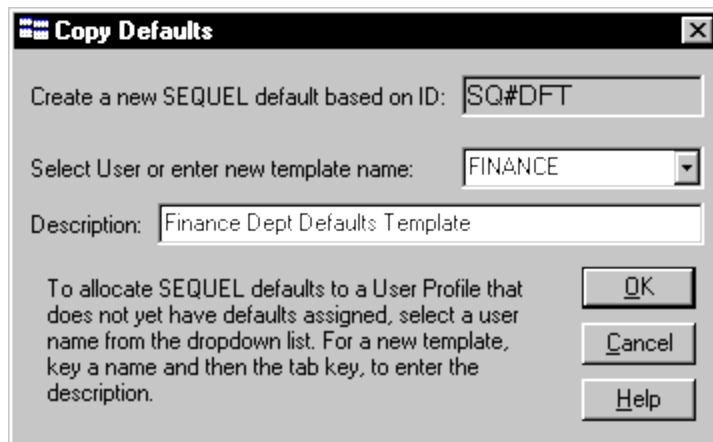 Copy Defaults
Create a new SEQUEL default based on ID: SQ#DFT
Select User or enter new template name: FINANCE
Description: Finance Dept Defaults Template
To allocate SEQUEL defaults to a User Profile that
does not yet have defaults assigned, select a user
name from the dropdown list. For a new template,
key a name and then the tab key, to enter the
description.
OK
Cancel
Help